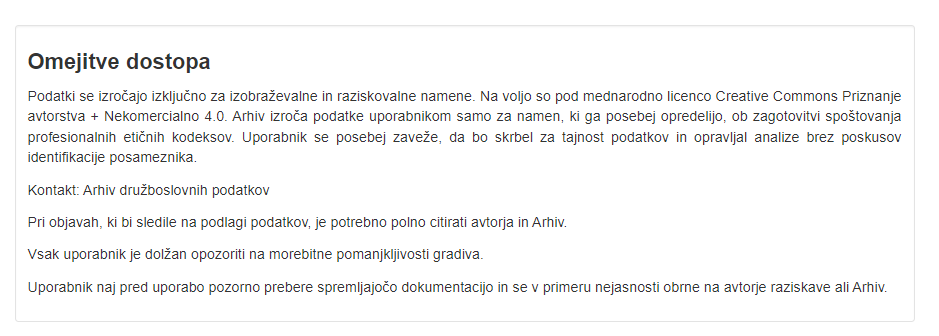 Omejitve dostopa
Podatki se izročajo izključno za izobraževalne in raziskovalne namene. Na voljo so pod mednarodno licenco Creative Commons Priznanje
avtorstva + Nekomercialno 4.0. Arhiv izroča podatke uporabnikom samo za namen, ki ga posebej opredelijo, ob zagotovitvi spoštovanja
profesionalnih etičnih kodeksov. Uporabnik se posebej zaveže, da bo skrbel za tajnost podatkov in opravljal analize brez poskusov
identifikacije posameznika.
Kontakt: Arhiv družboslovnih podatkov
Pri objavah, ki bi sledile na podlagi podatkov, je potrebno polno citirati avtorja in Arhiv.
Vsak uporabnik je dolžan opozoriti na morebitne pomanjkljivosti gradiva.
Uporabnik naj pred uporabo pozorno prebere spremljajočo dokumentacijo in se v primeru nejasnosti obrne na avtorje raziskave ali Arhiv.